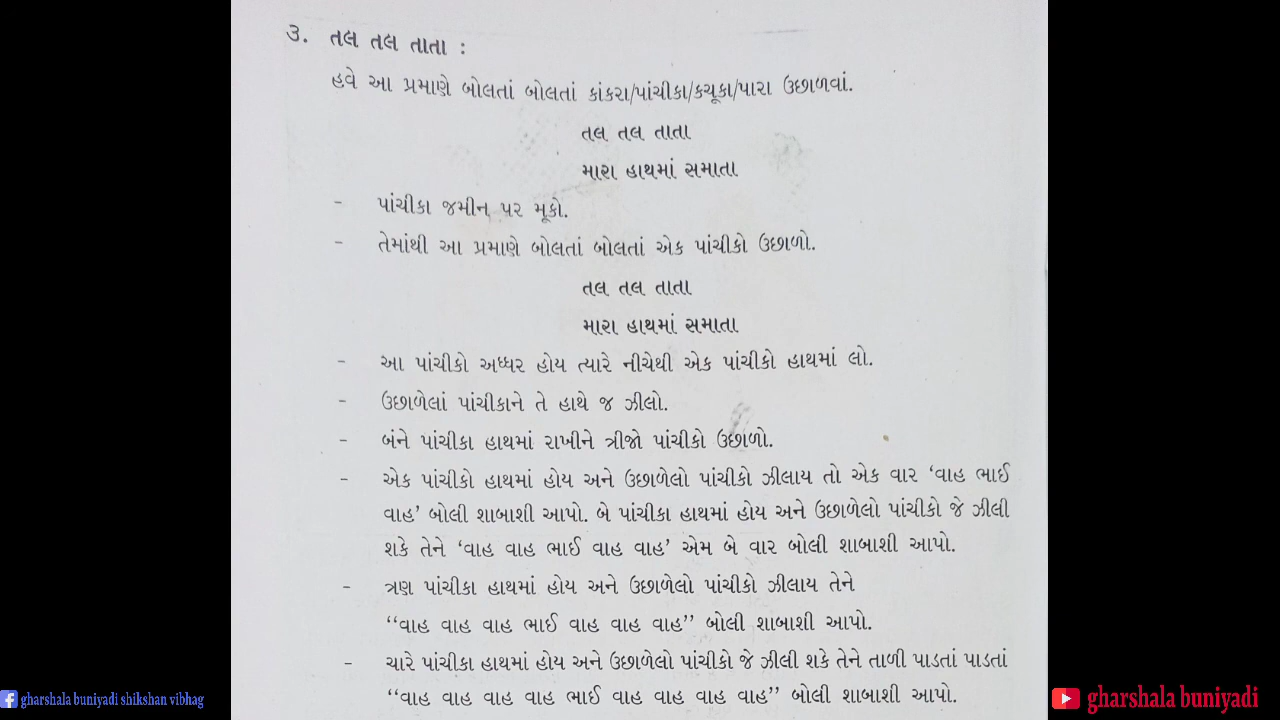 ૩. તલ તલ તાતા :
હવે આ પ્રમાણે બોલતાં બોલતાં કાંકરા/પાંચીકા/કચૂકા/પારા ઉછાળવાં.
તલ તલ તાતા
મારા હાથમાં સમાતા
- પાંચીકા જમીન પર મૂકો.
- તેમાંથી આ પ્રમાણે બોલતાં બોલતાં એક પાંચીકો ઉછાળો.
તલ તલ તાતા
મારા હાથમાં સમાતા
- આ પાંચીકો અધ્ધર હોય ત્યારે નીચેથી એક પાંચીકો હાથમાં લો.
- ઉછાળેલાં પાંચીકાને તે હાથે જ ઝીલો.
- બંને પાંચીકા હાથમાં રાખીને ત્રીજો પાંચીકો ઉછાળો.
- એક પાંચીકો હાથમાં હોય અને ઉછાળેલો પાંચીકો ઝીલાય તો એક વાર ‘વાહ ભાઈ
વાહ’ બોલી શાબાશી આપો. બે પાંચીકા હાથમાં હોય અને ઉછાળેલો પાંચીકો જે ઝીલી
શકે તેને ‘વાહ વાહ ભાઈ વાહ વાહ’ એમ બે વાર બોલી શાબાશી આપો.
- ત્રણ પાંચીકા હાથમાં હોય અને ઉછાળેલો પાંચીકો ઝીલાય તેને
“વાહ વાહ વાહ ભાઈ વાહ વાહ વાહ” બોલી શાબાશી આપો.
- ચારે પાંચીકા હાથમાં હોય અને ઉછાળેલો પાંચીકો જે ઝીલી શકે તેને તાળી પાડતાં પાડતાં
“વાહ વાહ વાહ વાહ ભાઈ વાહ વાહ વાહ વાહ” બોલી શાબાશી આપો.
gharshala buniyadi shikshan vibhag
gharshala buniyadi